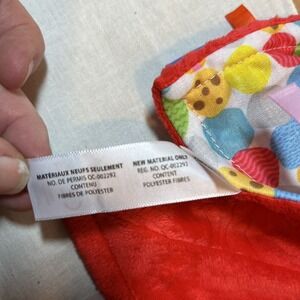 MATÉRIAUX NEUFS SEULEMENT
NO. DE PERMIS QC-002292
CONTENU
FIBRES DE POLYESTER
NEW MATERIAL ONLY
REG. NO. QC-002292
CONTENT
POLYESTER FIBER